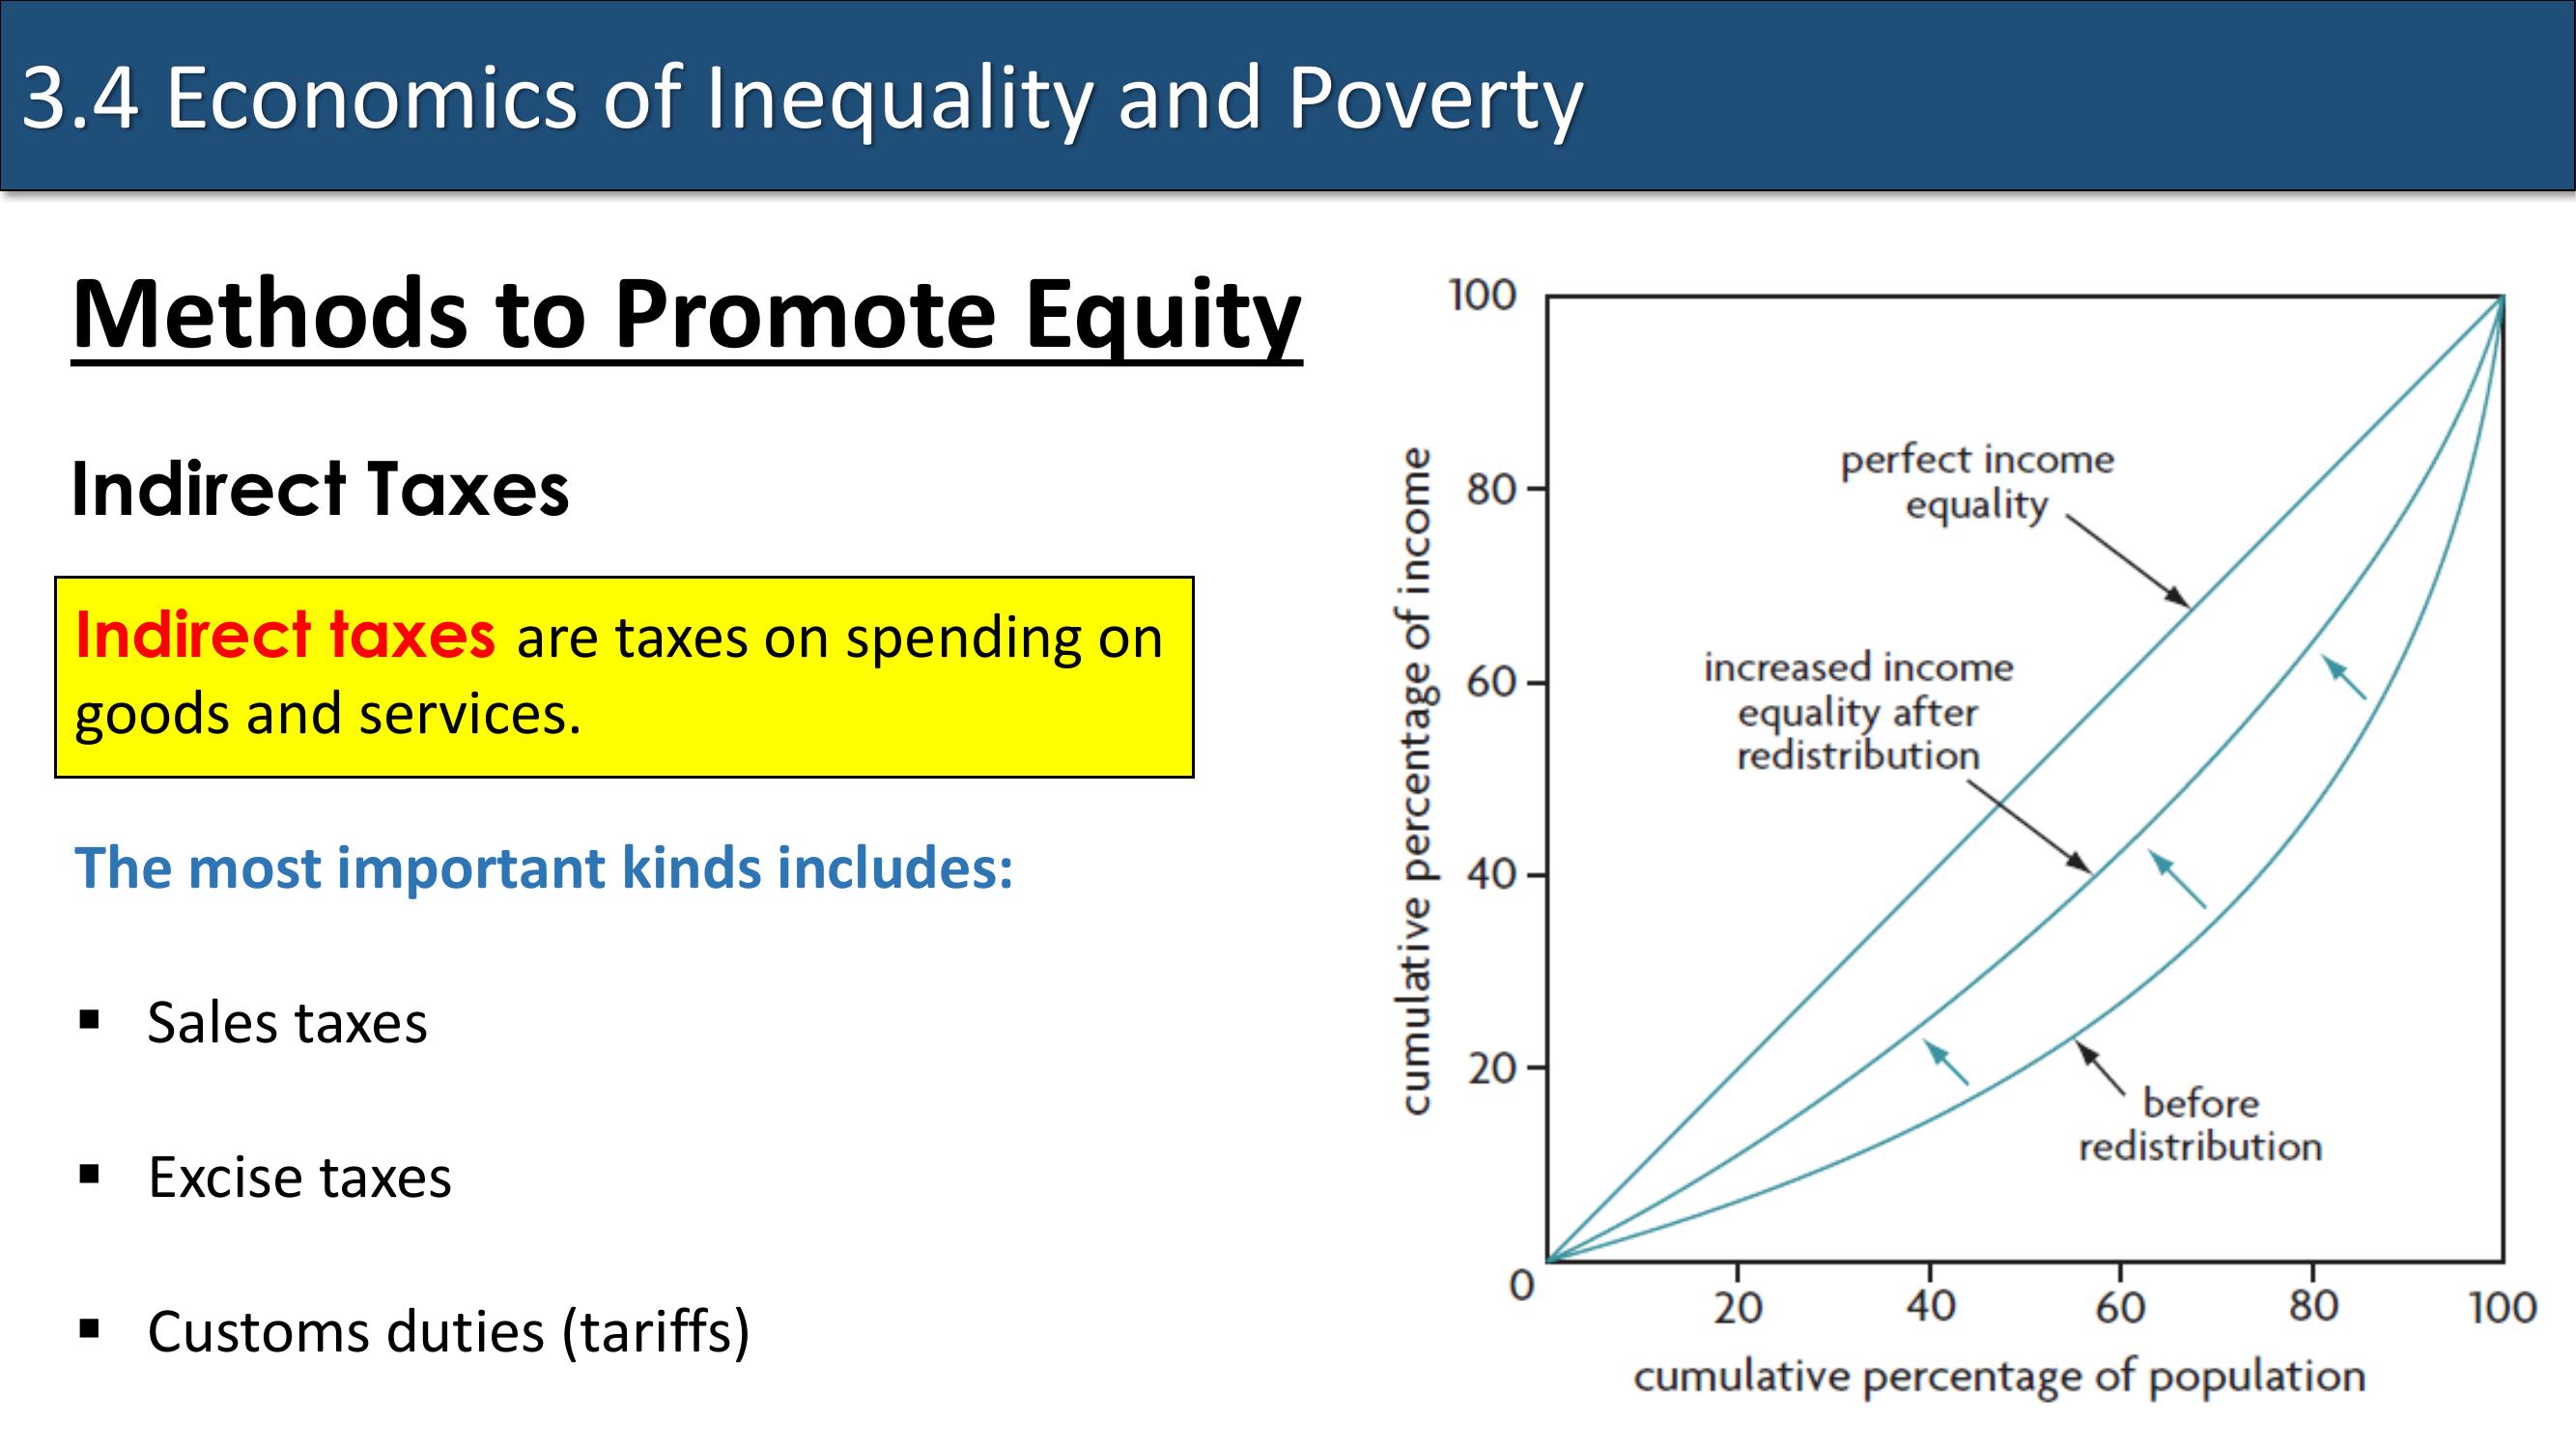 3.4 Economics of Inequality and Poverty
Methods to Promote Equity
Indirect Taxes
Indirect taxes are taxes on spending on
goods and services.
The most important kinds includes:
▪ Sales taxes
▪ Excise taxes
▪ Customs duties (tariffs)
cumulative percentage of income
100
80
60
40
20
0
perfect income
equality
increased income
equality after
redistribution
before
redistribution
20 40 60 80 100
cumulative percentage of population